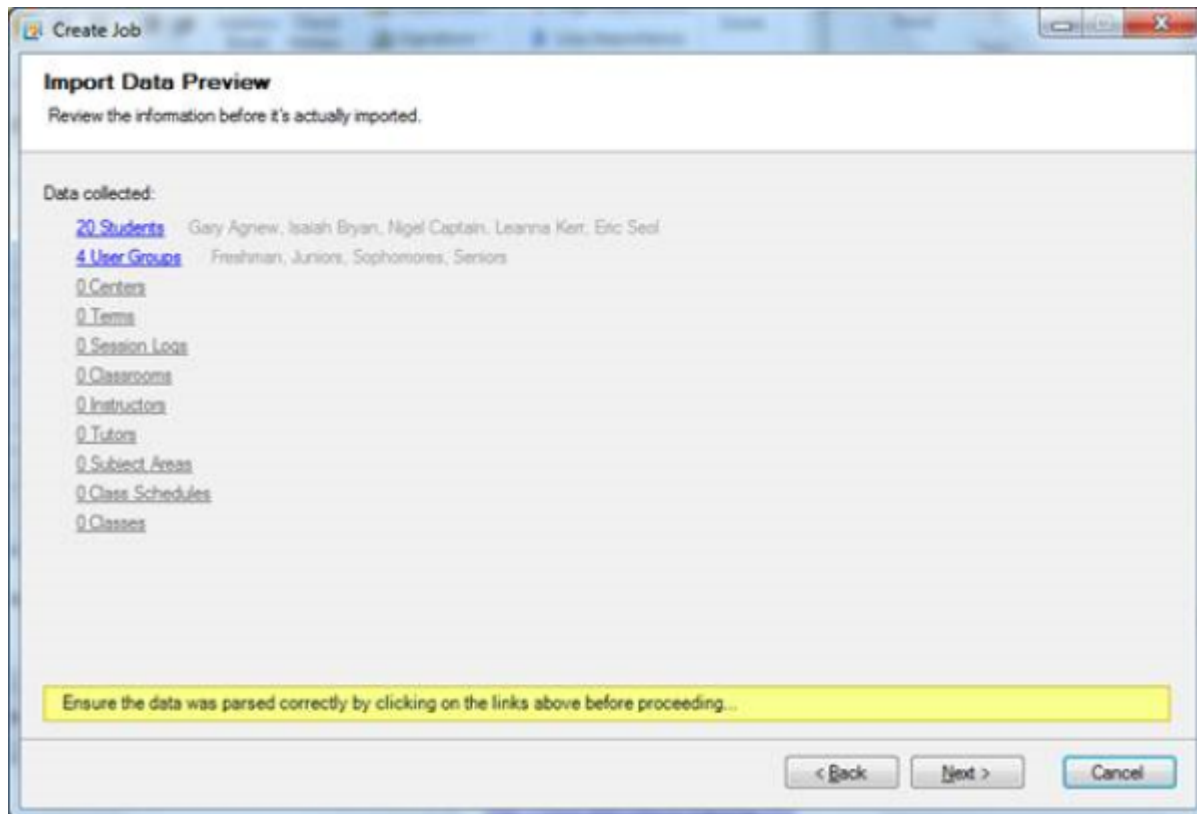 Create Job
Import Data Preview
Review the information before it's actually imported.
Data collected:
20 Students Gary Agnew, Isaiah Bryan, Nigel Captain, Leanna Kerr, Eric Seol
4 User Groups Freshman, Juniors, Sophomores, Seniors
0 Centers
0 Terms
0 Session Logs
0 Classrooms
0 Instructors
0 Tutors
0 Subject Areas
0 Class Schedules
0 Classes
Ensure the data was parsed correctly by clicking on the links above before proceeding...
< Back Next > Cancel